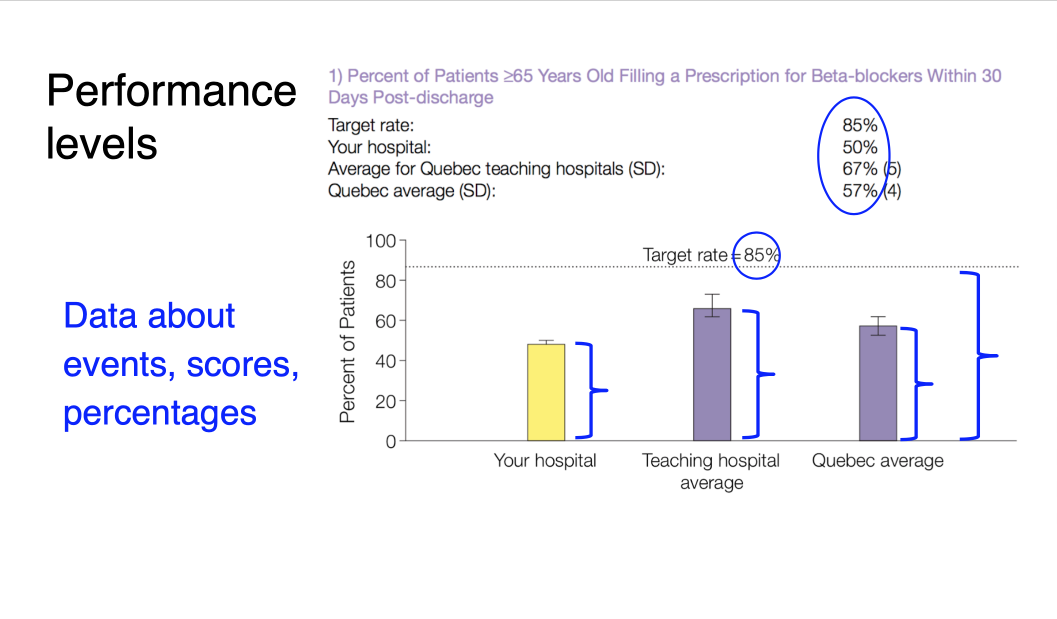 Performance
levels
1) Percent of Patients ≥65 Years Old Filling a Prescription for Beta-blockers Within 30
Days Post-discharge
Target rate: 85%
Your hospital: 50%
Average for Quebec teaching hospitals (SD): 67% (5)
Quebec average (SD): 57% (4)
Data about
events, scores,
percentages
Percent of Patients
100
80
60
40
20
0
Target rate = 85%
Your hospital
Teaching hospital
average
Quebec average